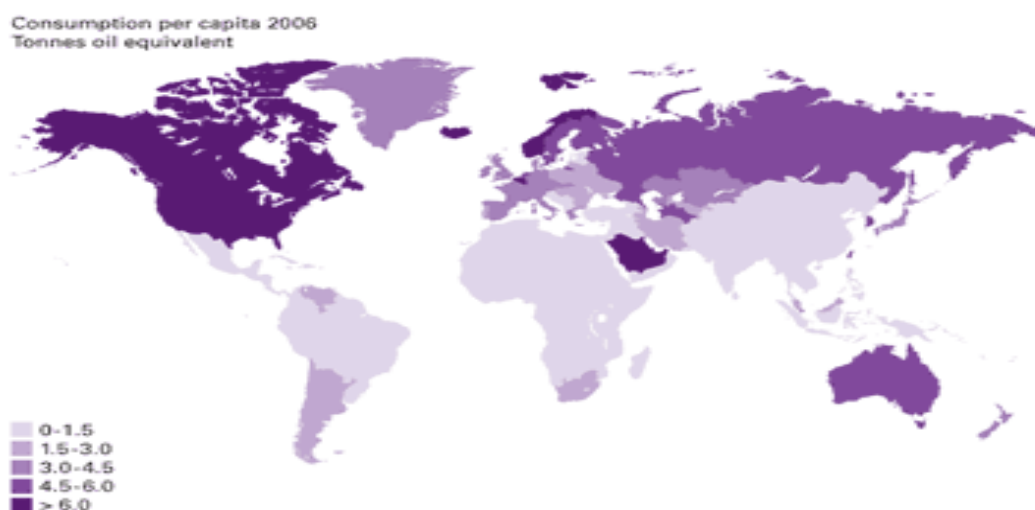 Consumption per capita 2006
Tonnes oil equivalent
0-1.5
1.5-3.0
3.0-4.5
4.5-6.0
> 6.0